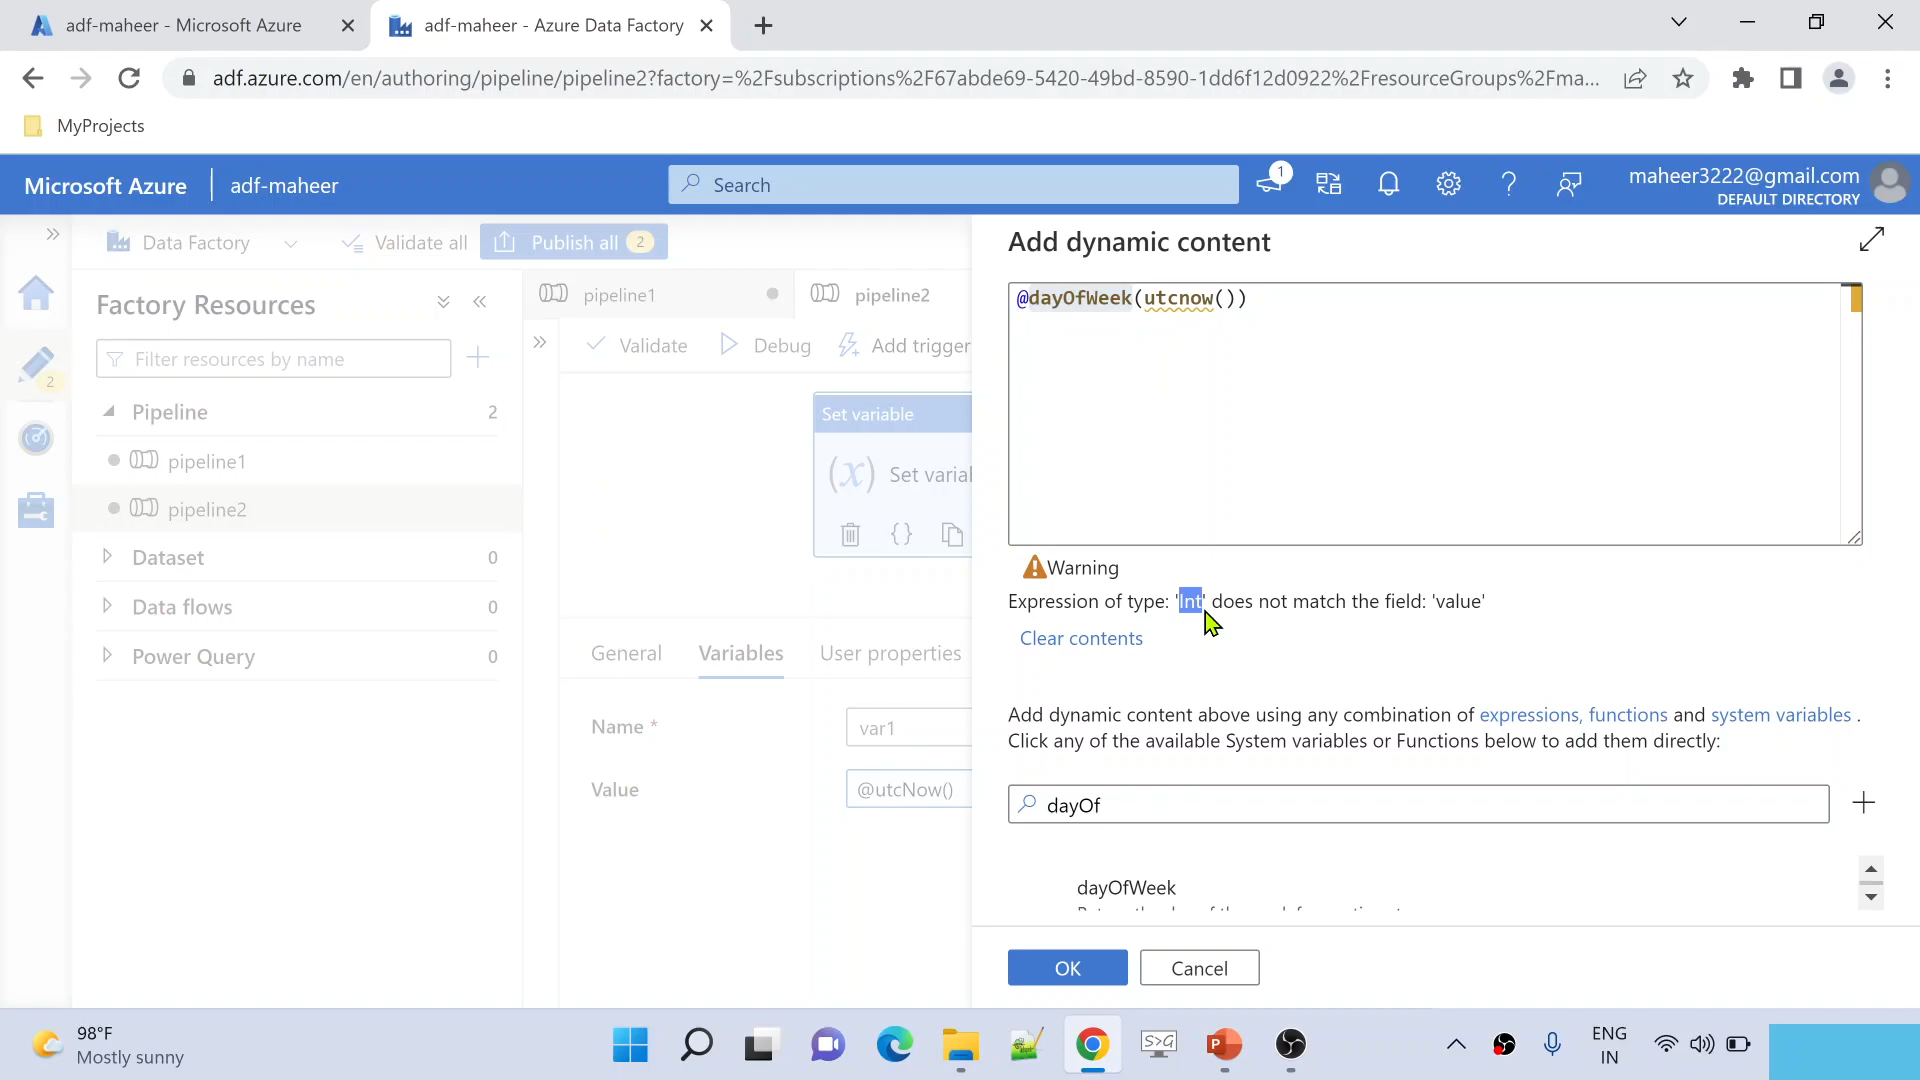 adf-maheer - Microsoft Azure
adf-maheer - Azure Data Factory
adf.azure.com/en/authoring/pipeline/pipeline2?factory=%2Fsubscriptions%2F67abde69-5420-49bd-8590-1dd6f12d0922%2FresourceGroups%2Fma...
MyProjects
Microsoft Azure
adf-maheer
Search
1
maheer3222@gmail.com
DEFAULT DIRECTORY
Data Factory
Validate all
Publish all 2
Add dynamic content
Factory Resources
pipeline1
pipeline2
@dayOfWeek(utcnow())
Filter resources by name
Validate
Debug
Add trigger
2
Pipeline 2
pipeline1
pipeline2
Dataset 0
Data flows 0
Power Query 0
Set variable
(x) Set varial
{}
General
Variables
User properties
Name *
var1
Value
@utcNow()
Warning
Expression of type: 'Int' does not match the field: 'value'
Clear contents
Add dynamic content above using any combination of expressions, functions and system variables .
Click any of the available System variables or Functions below to add them directly:
dayOf
dayOfWeek
OK
Cancel
98°F
Mostly sunny
S>G
P
ENG
IN